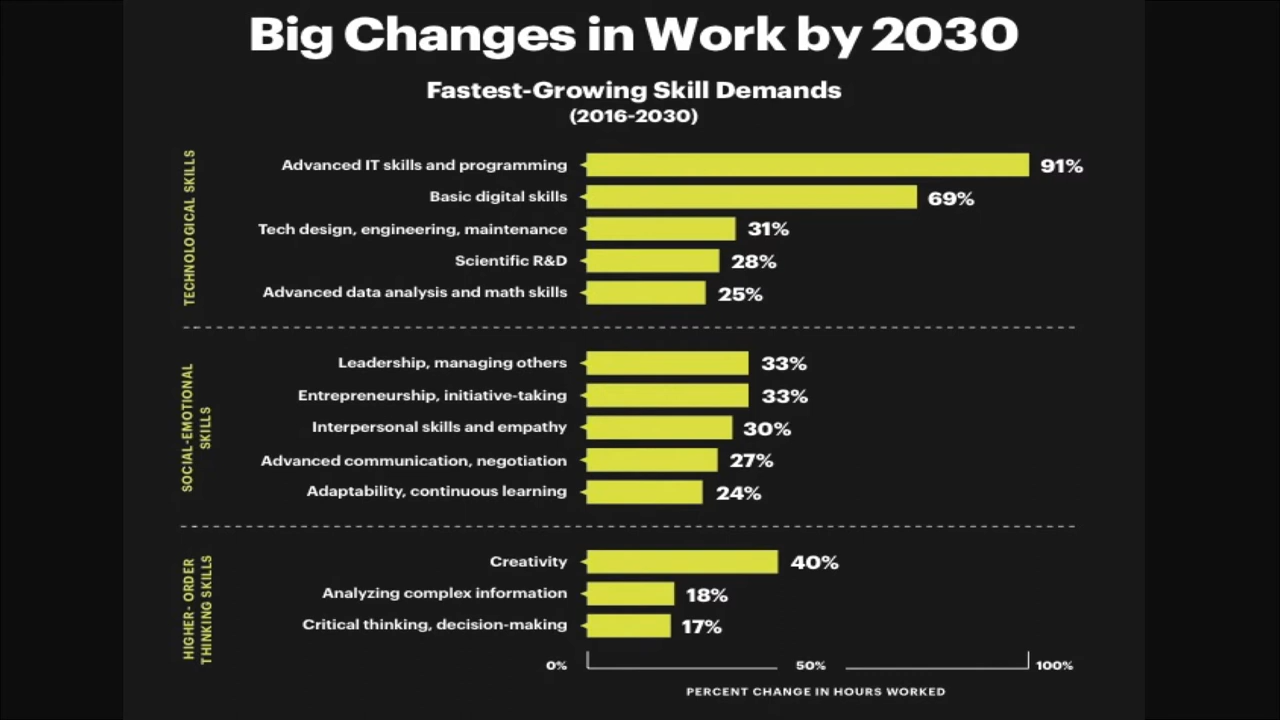 Big Changes in Work by 2030
Fastest-Growing Skill Demands
(2016-2030)
TECHNOLOGICAL SKILLS
Advanced IT skills and programming 91%
Basic digital skills 69%
Tech design, engineering, maintenance 31%
Scientific R&D 28%
Advanced data analysis and math skills 25%
SOCIAL-EMOTIONAL
SKILLS
Leadership, managing others 33%
Entrepreneurship, initiative-taking 33%
Interpersonal skills and empathy 30%
Advanced communication, negotiation 27%
Adaptability, continuous learning 24%
HIGHER- ORDER
THINKING SKILLS
Creativity 40%
Analyzing complex information 18%
Critical thinking, decision-making 17%
0% 50% 100%
PERCENT CHANGE IN HOURS WORKED